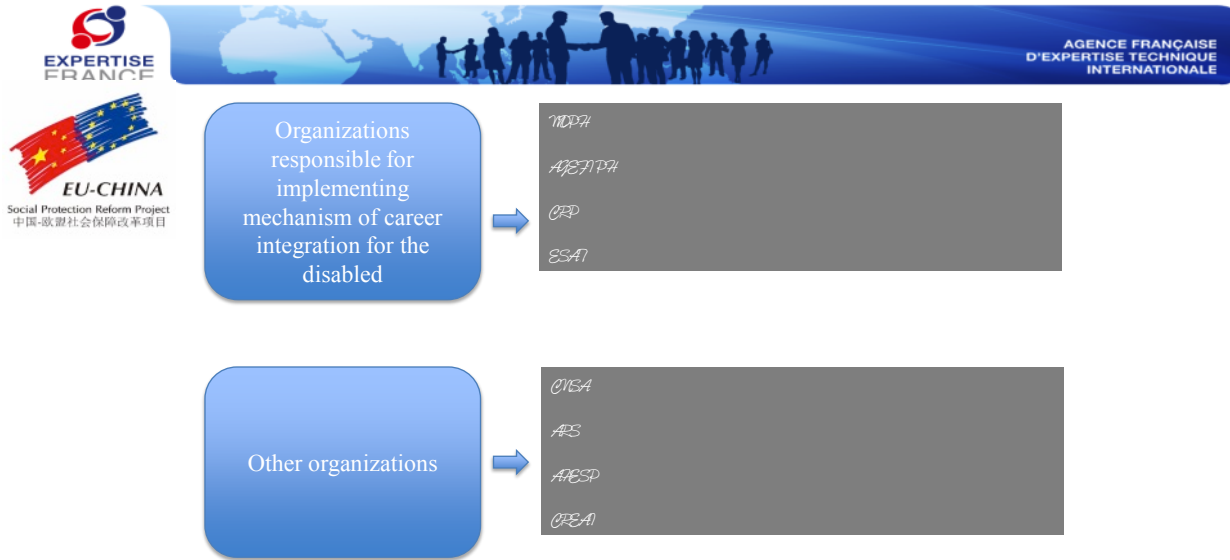 EXPERTISE
FRANCE
AGENCE FRANÇAISE
D'EXPERTISE TECHNIQUE
INTERNATIONALE
EU-CHINA
Social Protection Reform Project
中国-欧盟社会保障改革项目
Organizations
responsible for
implementing
mechanism of career
integration for the
disabled
MDPH
AGEFIPH
CRP
ESAT
Other organizations
CNSA
ARS
CREAI